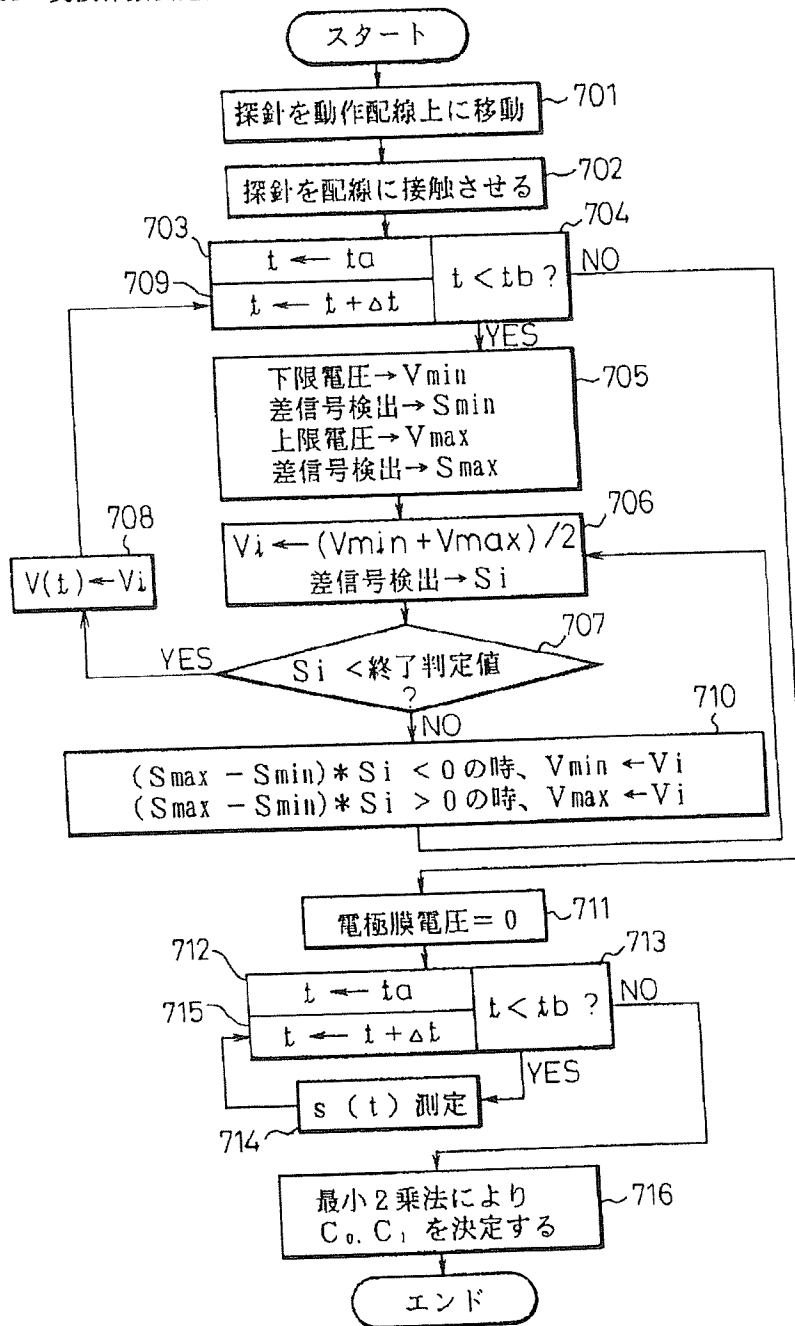 スタート
701
探針を動作配線上に移動
702
探針を配線に接触させる
703
704
t ← ta
t < tb ?
NO
709
t ← t + Δt
YES
705
下限電圧→Vmin
差信号検出→Smin
上限電圧→Vmax
差信号検出→Smax
706
Vi ← (Vmin + Vmax) /2
差信号検出→Si
708
V(t) ← Vi
707
YES
Si <終了判定値
?
NO
710
(Smax - Smin)* Si < 0 の時、Vmin ←Vi
(Smax - Smin)* Si > 0 の時、Vmax ←Vi
711
電極膜電圧= 0
712
713
t ← ta
t < tb ?
NO
715
t ← t + Δt
YES
714
s (t) 測定
716
最小2乗法により
C₀, C₁ を決定する
エンド